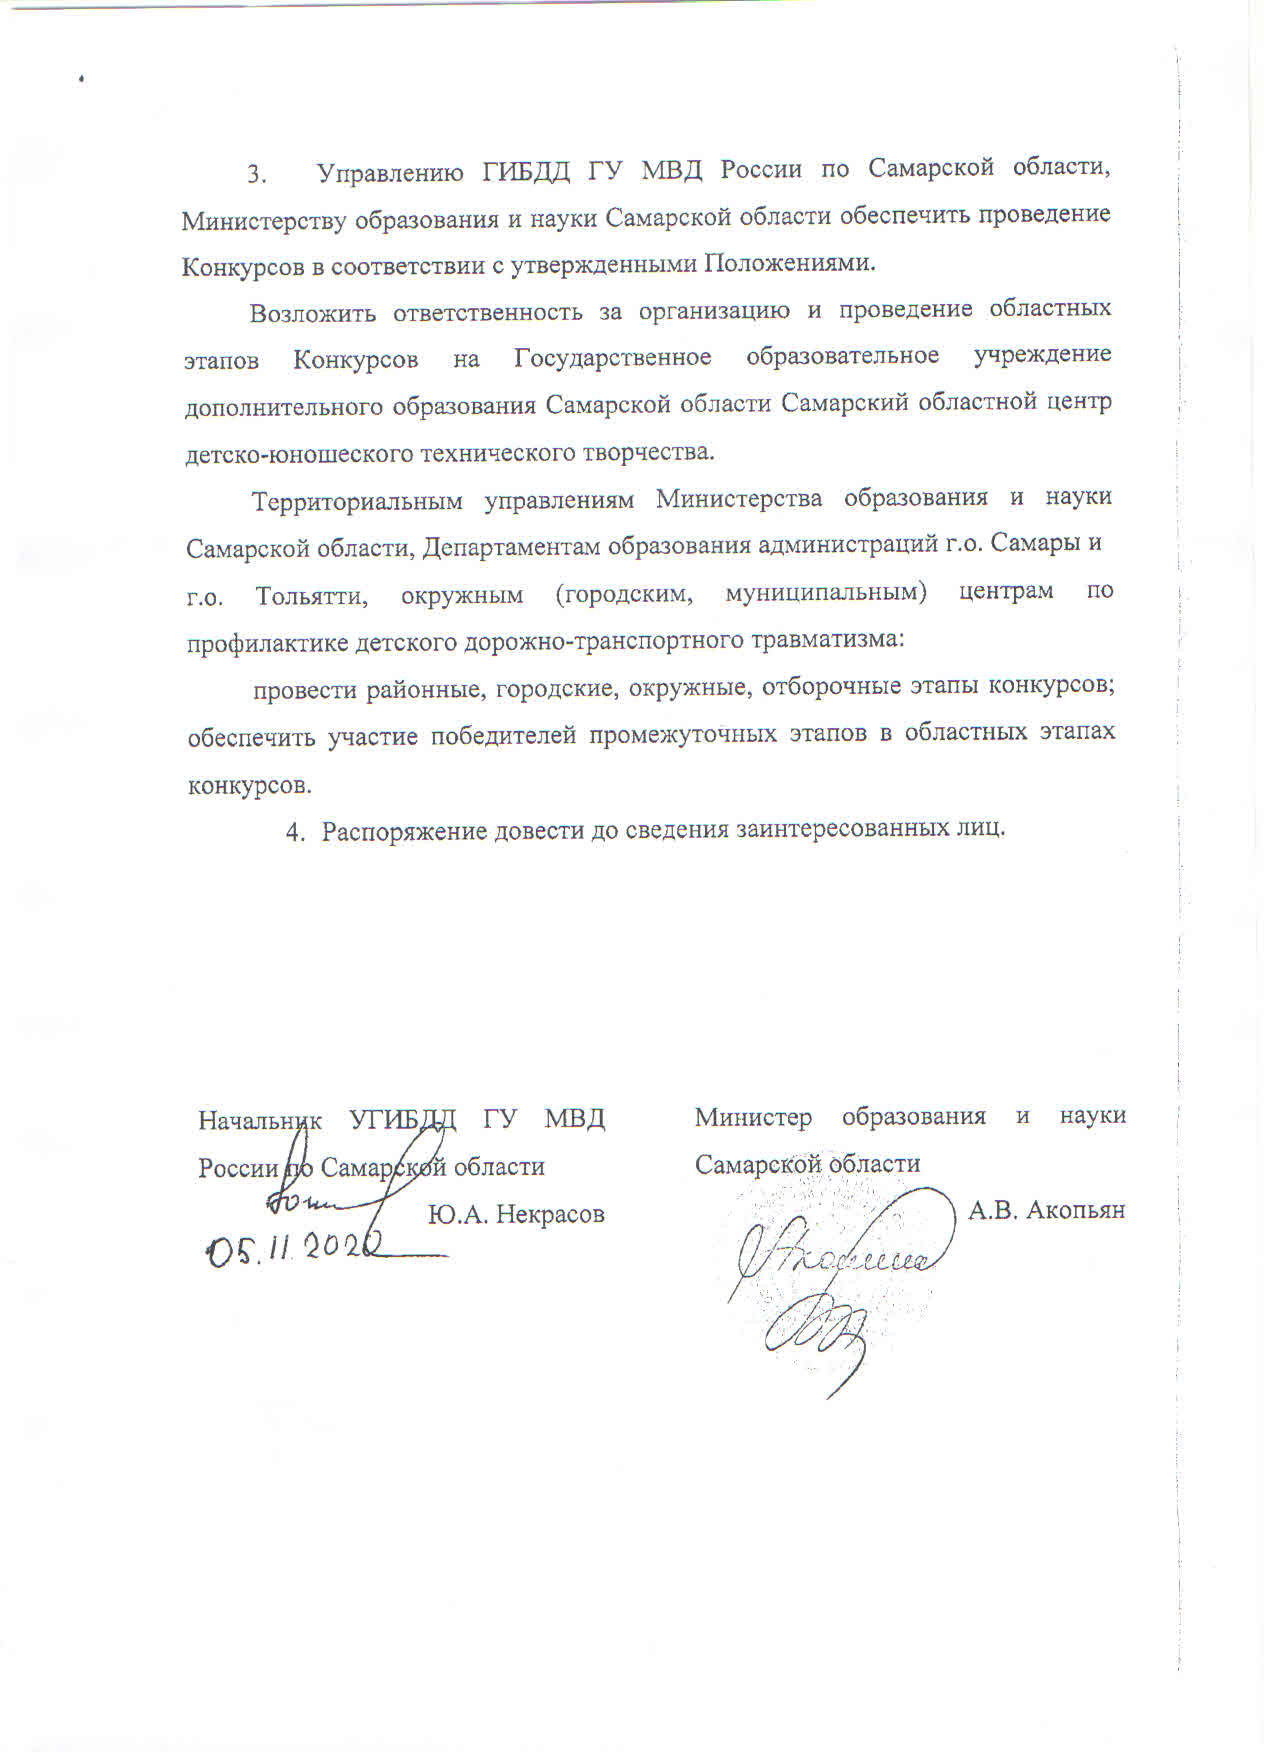 3. Управлению ГИБДД ГУ МВД России по Самарской области,
Министерству образования и науки Самарской области обеспечить проведение
Конкурсов в соответствии с утвержденными Положениями.
Возложить ответственность за организацию и проведение областных
этапов Конкурсов на Государственное образовательное учреждение
дополнительного образования Самарской области Самарский областной центр
детско-юношеского технического творчества.
Территориальным управлениям Министерства образования и науки
Самарской области, Департаментам образования администраций г.о. Самары и
г.о. Тольятти, окружным (городским, муниципальным) центрам по
профилактике детского дорожно-транспортного травматизма:
провести районные, городские, окружные, отборочные этапы конкурсов;
обеспечить участие победителей промежуточных этапов в областных этапах
конкурсов.
4. Распоряжение довести до сведения заинтересованных лиц.
Начальник УГИБДД ГУ МВД
России по Самарской области
Ю.А. Некрасов
05.11.2020
Министер образования и науки
Самарской области
А.В. Акопьян